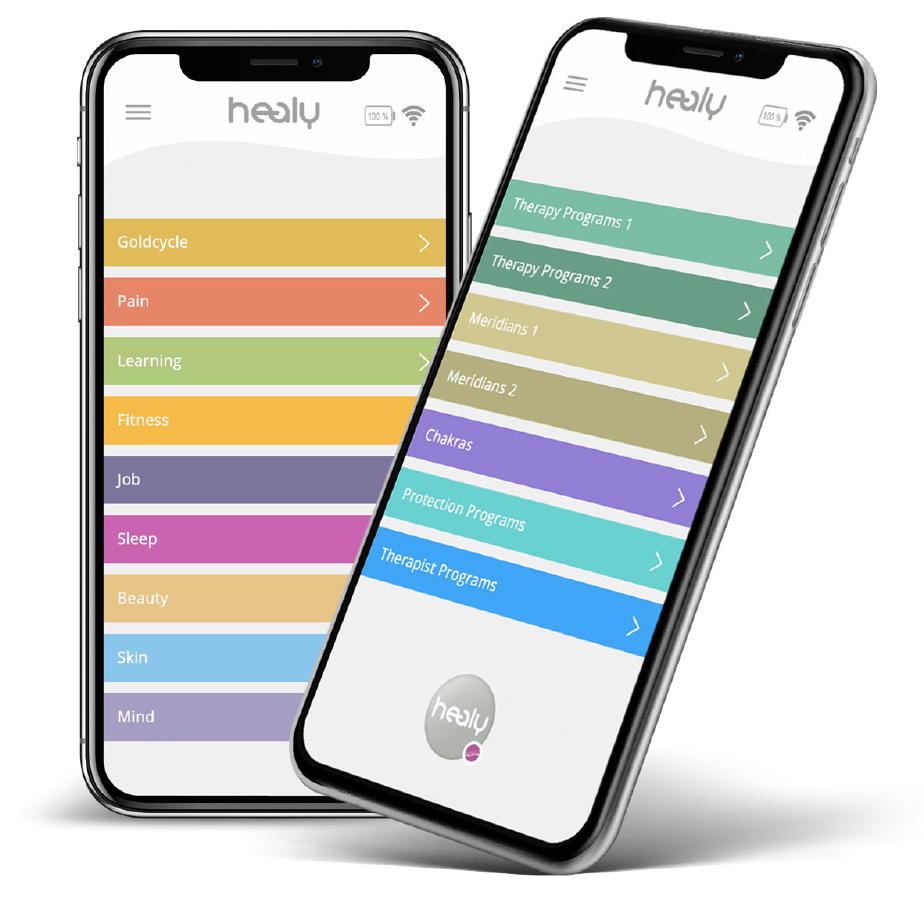 healy
100 %
Goldcycle
Pain
Learning
Fitness
Job
Sleep
Beauty
Skin
Mind
healy
100 %
Therapy Programs 1
Therapy Programs 2
Meridians 1
Meridians 2
Chakras
Protection Programs
Therapist Programs
healy